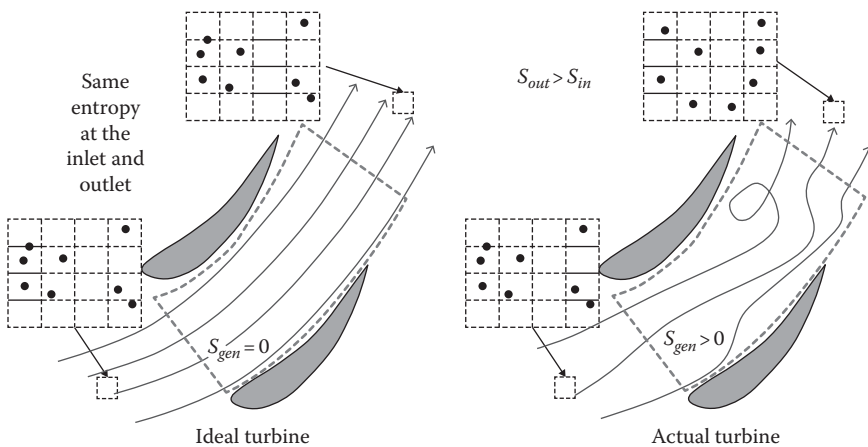 Same
entropy
at the
inlet and
outlet
S_gen = 0
Ideal turbine
S_out > S_in
S_gen > 0
Actual turbine